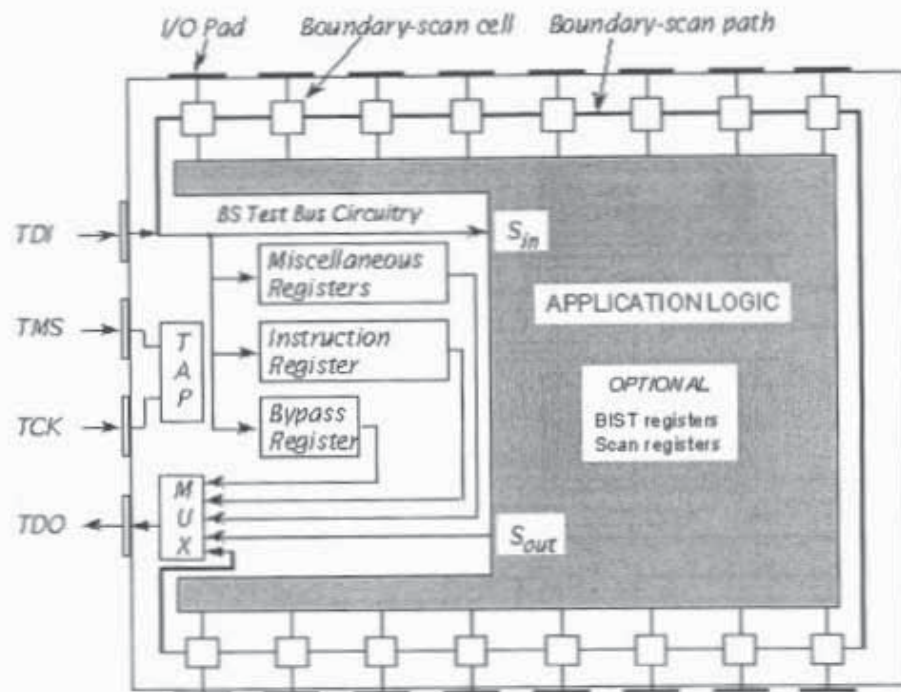 I/O Pad
Boundary-scan cell
Boundary-scan path
BS Test Bus Circuitry
TDI
S_in
Miscellaneous
Registers
APPLICATION LOGIC
TMS
T
A
P
Instruction
Register
OPTIONAL
BIST registers
Scan registers
TCK
Bypass
Register
TDO
M
U
X
S_out